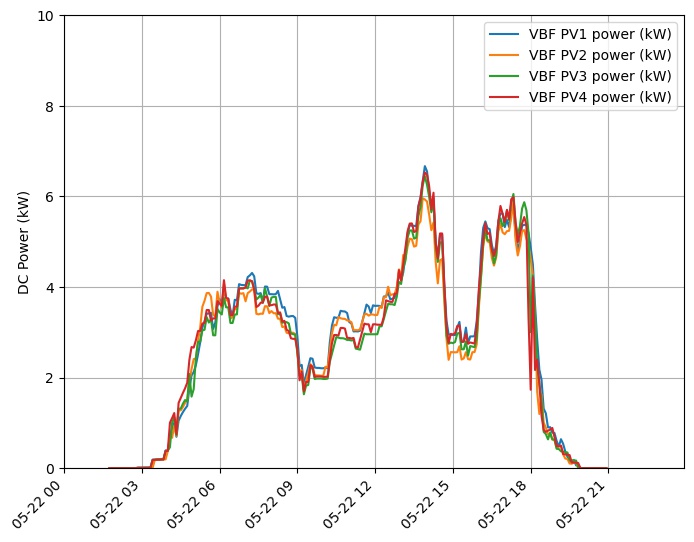 10
8
6
4
2
0
DC Power (kW)
VBF PV1 power (kW)
VBF PV2 power (kW)
VBF PV3 power (kW)
VBF PV4 power (kW)
05-22 00
05-22 03
05-22 06
05-22 09
05-22 12
05-22 15
05-22 18
05-22 21